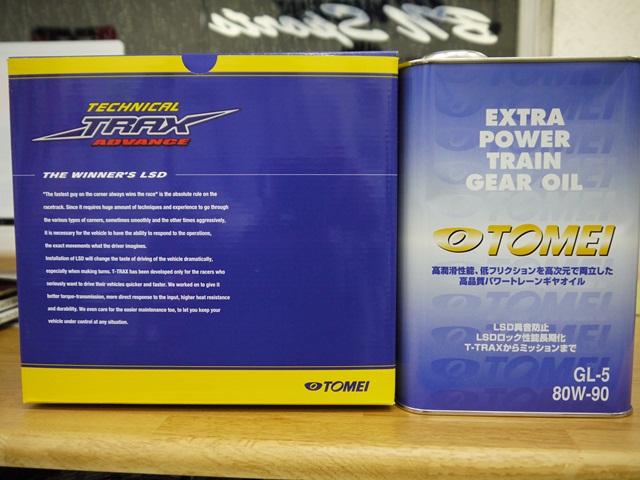 BN Sports
TECHNICAL
TRAX
ADVANCE
THE WINNER'S LSD
"The fastest guy on the corner always wins the race" is the absolute rule on the
racetrack. Since it requires huge amount of techniques and experience to go through
the various types of corners, sometimes smoothly and the other times aggressively,
it is necessary for the vehicle to have the ability to respond to the operations,
the exact movements what the driver imagines.
Installation of LSD will change the taste of driving of the vehicle dramatically,
especially when making turns. T-TRAX has been developed only for the racers who
seriously want to drive their vehicles quicker and faster. We worked on to give it
better torque-transmission, more direct response to the input, higher heat resistance
and durability. We even care for the easier maintenance too, to let you keep your
vehicle under control at any situation.
TOMEI
TOMEI
EXTRA
POWER
TRAIN
GEAR OIL
TOMEI
高潤滑性能、低フリクションを高次元で両立した
高品質パワートレーンギヤオイル
LSD異音防止
LSDロック性能長期化
T-TRAXからミッションまで
GL-5
80W-90